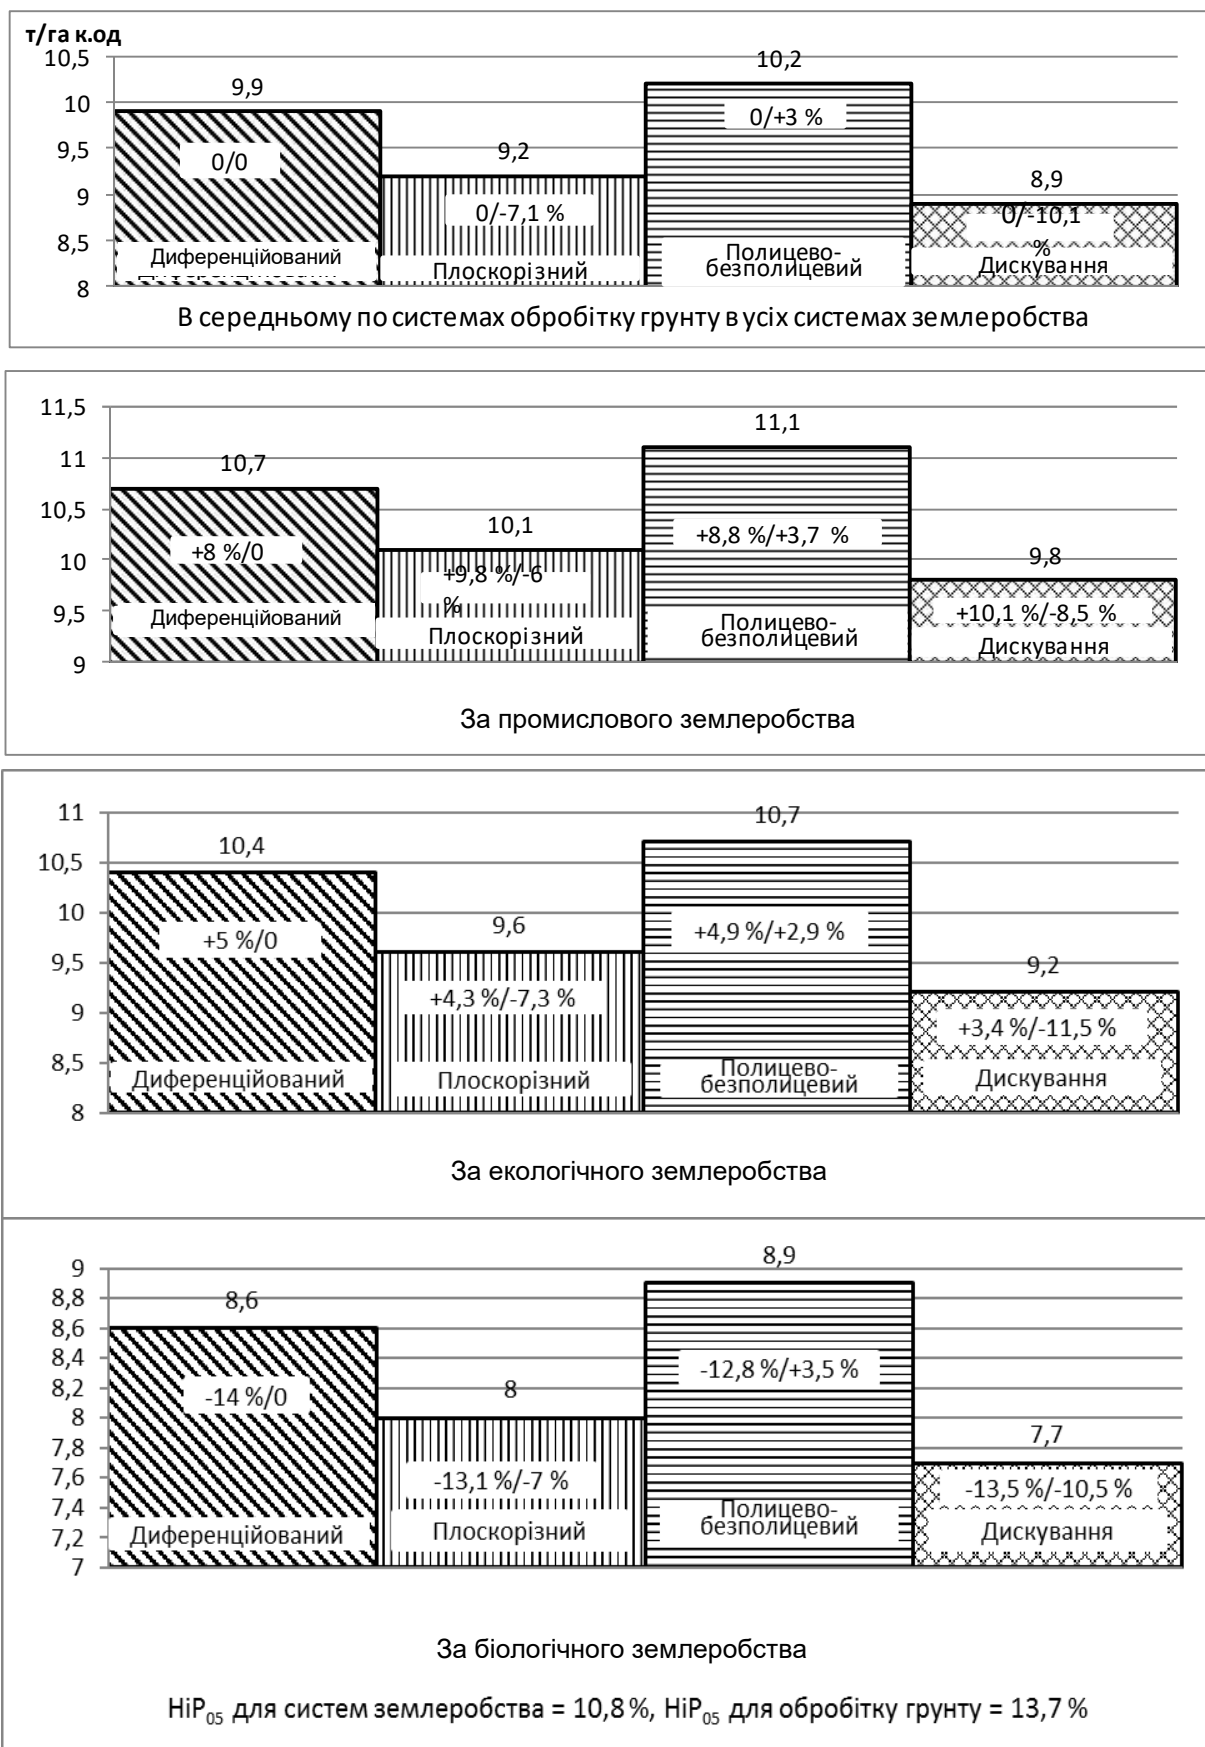 т/га к.од
10,5
10
9,5
9
8,5
8
9,9
9,2
10,2
8,9
0/0
0/-7,1 %
0/+3 %
0/-10,1
%
Диференційований
Плоскорізний
Полицево-
безполицевий
Дискування
В середньому по системах обробітку грунту в усіх системах землеробства
11,5
11
10,5
10
9,5
9
10,7
10,1
11,1
9,8
+8 %/0
+9,8 %/-6
%
+8,8 %/+3,7 %
+10,1 %/-8,5 %
Диференційований
Плоскорізний
Полицево-
безполицевий
Дискування
За промислового землеробства
11
10,5
10
9,5
9
8,5
8
10,4
9,6
10,7
9,2
+5 %/0
+4,3 %/-7,3 %
+4,9 %/+2,9 %
+3,4 %/-11,5 %
Диференційований
Плоскорізний
Полицево-
безполицевий
Дискування
За екологічного землеробства
9
8,8
8,6
8,4
8,2
8
7,8
7,6
7,4
7,2
7
8,6
8
8,9
7,7
-14 %/0
-13,1 %/-7 %
-12,8 %/+3,5 %
-13,5 %/-10,5 %
Диференційований
Плоскорізний
Полицево-
безполицевий
Дискування
За біологічного землеробства
НіР05 для систем землеробства = 10,8 %, НіР05 для обробітку грунту = 13,7 %